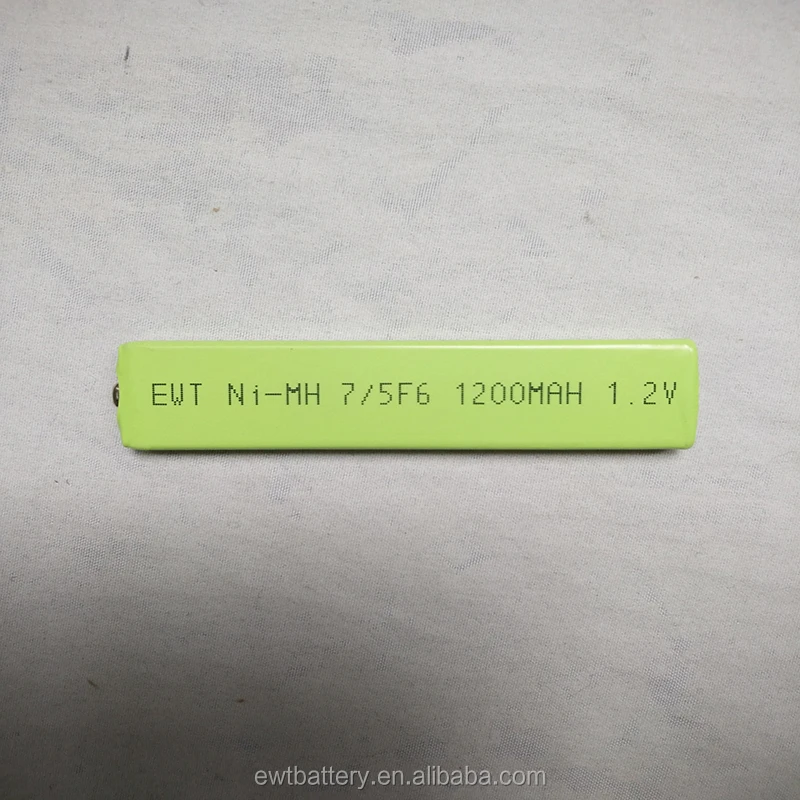 EWT Ni-MH 7/5F6 1200MAH 1.2V
ewtbattery.en.alibaba.com